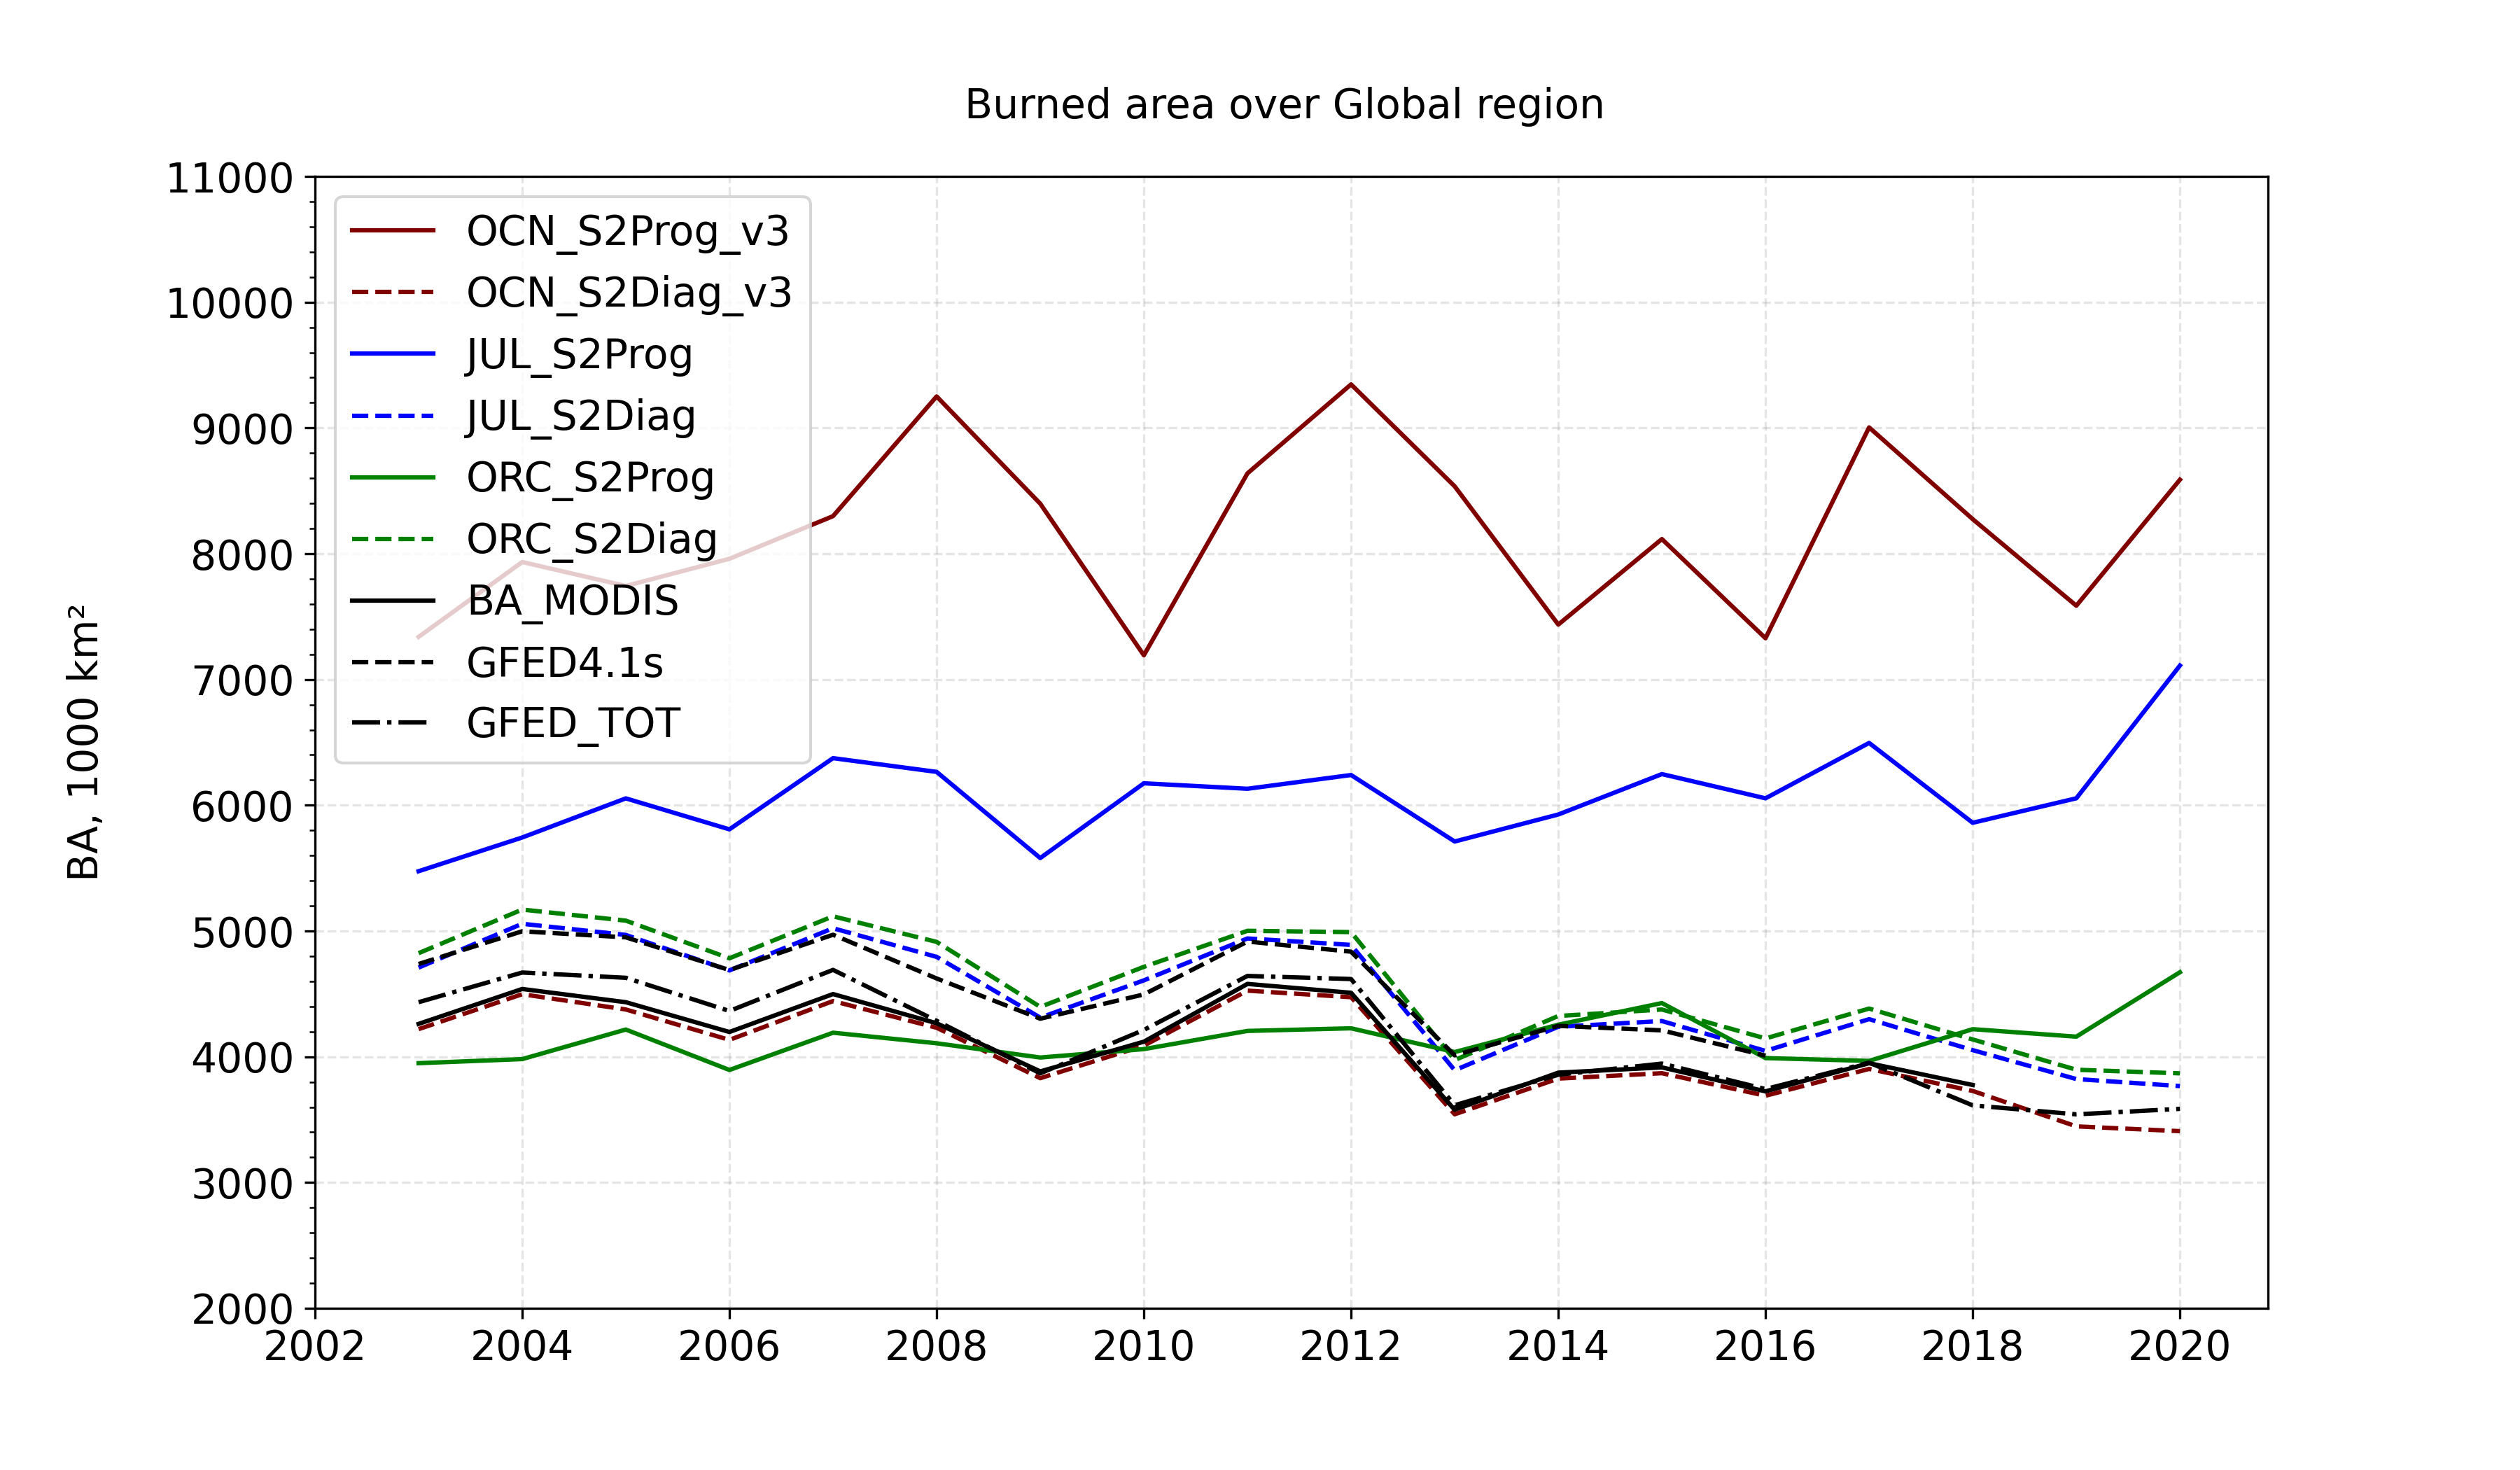 Burned area over Global region
BA, 1000 km²
11000
10000
9000
8000
7000
6000
5000
4000
3000
2000
OCN_S2Prog_v3
OCN_S2Diag_v3
JUL_S2Prog
JUL_S2Diag
ORC_S2Prog
ORC_S2Diag
BA_MODIS
GFED4.1s
GFED_TOT
2002 2004 2006 2008 2010 2012 2014 2016 2018 2020